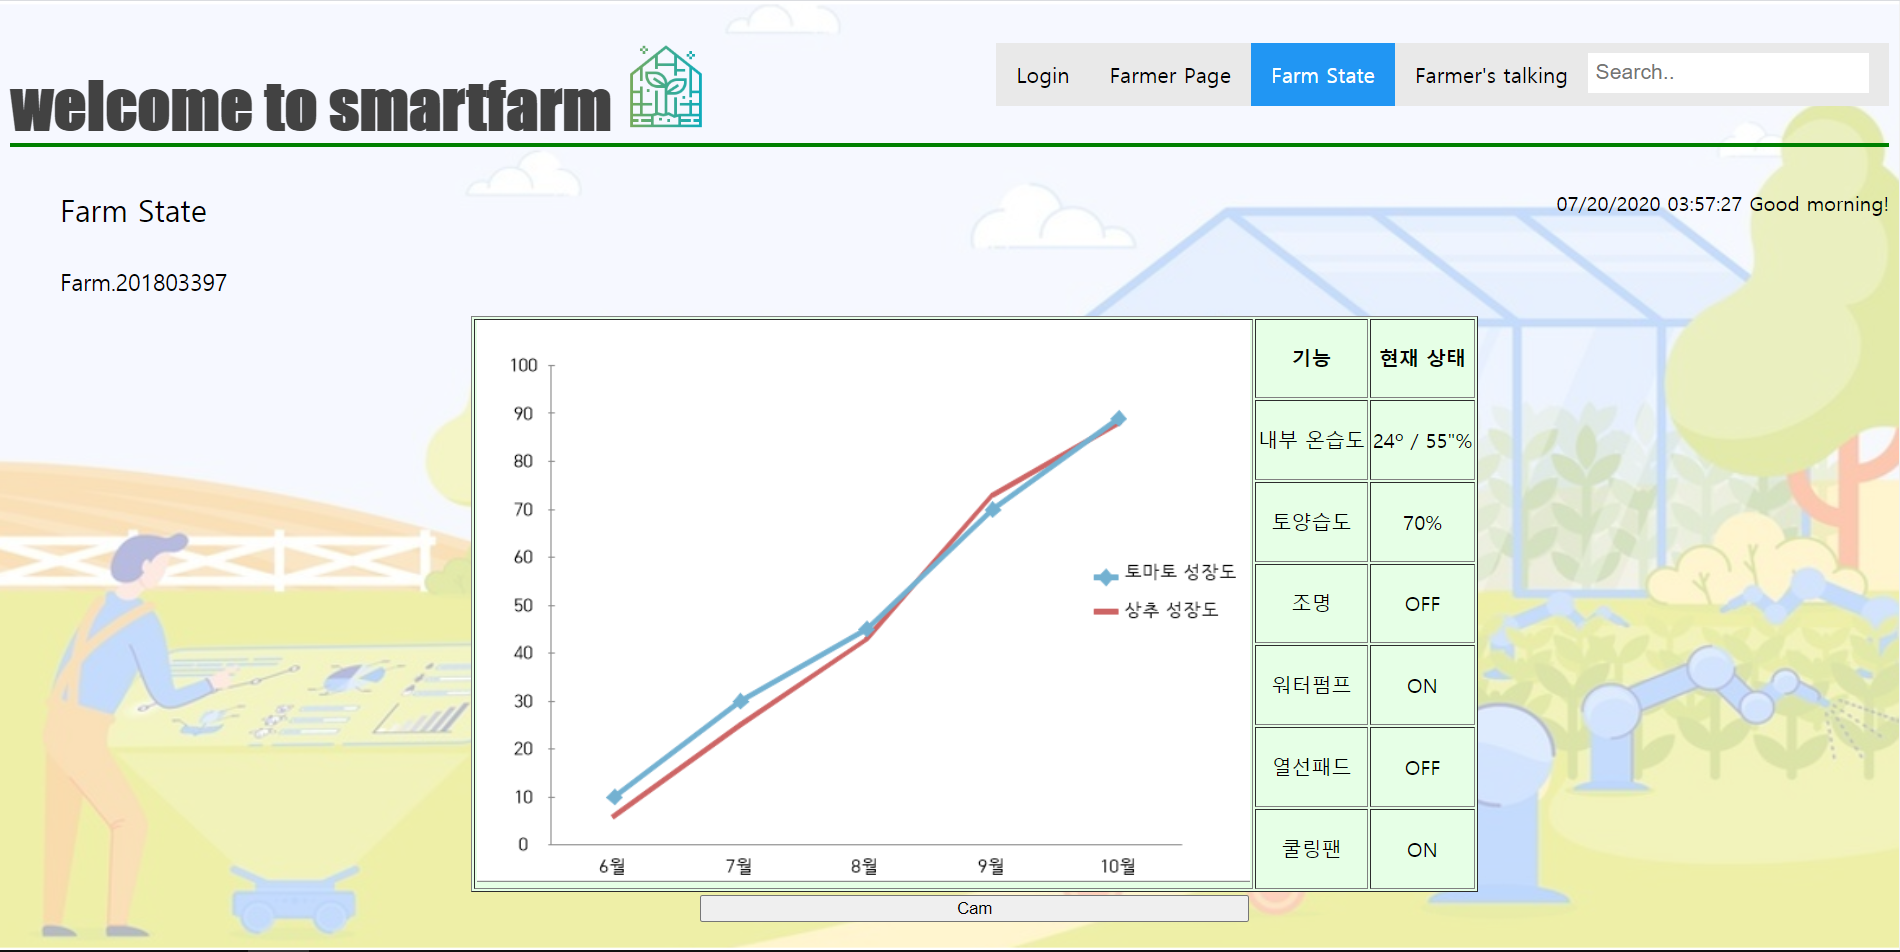 welcome to smartfarm
Login Farmer Page Farm State Farmer's talking Search..
Farm State
07/20/2020 03:57:27 Good morning!
Farm.201803397
100
90
80
70
60
50
40
30
20
10
0
6월 7월 8월 9월 10월
토마토 성장도
상추 성장도
기능 현재 상태
내부 온습도 24º / 55"%
토양습도 70%
조명 OFF
워터펌프 ON
열선패드 OFF
쿨링팬 ON
Cam